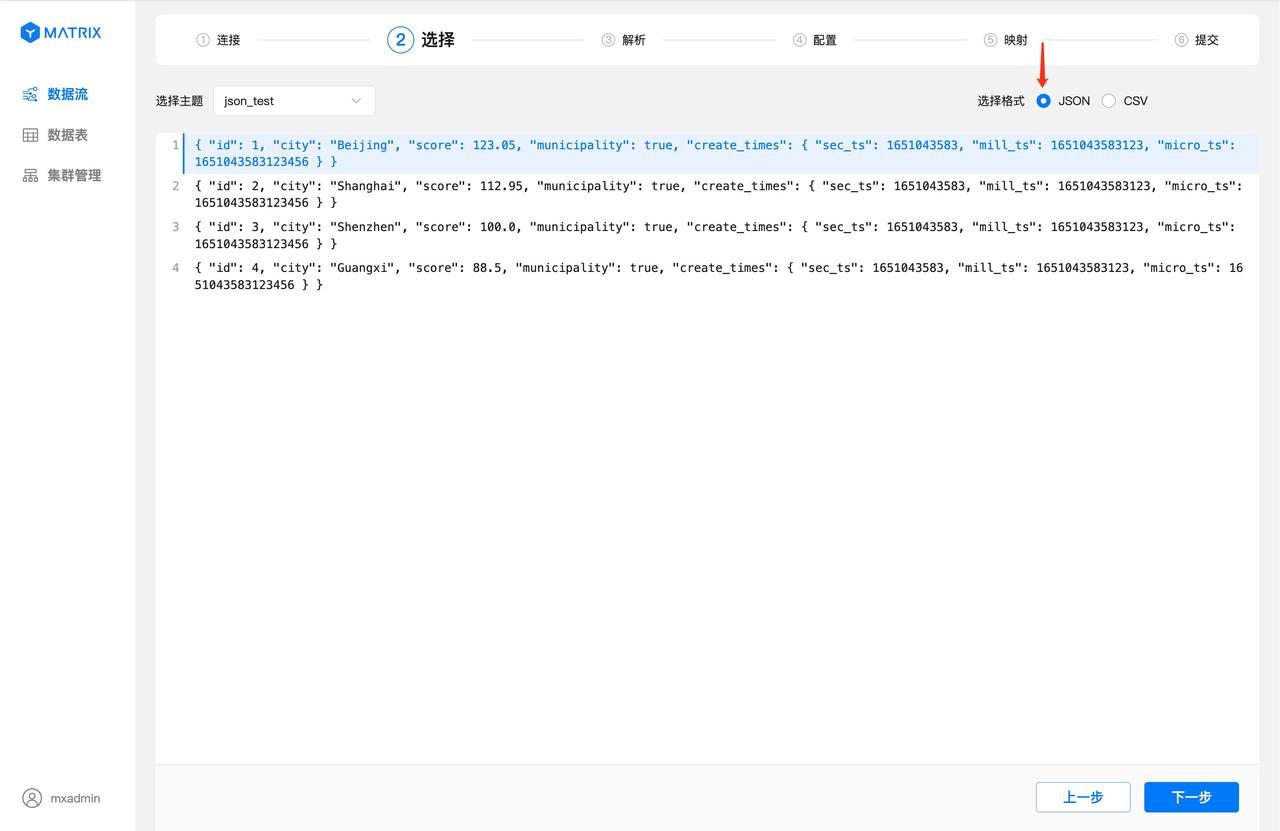 MATRIX
数据流
数据表
集群管理
mxadmin
1 连接
2 选择
3 解析
4 配置
5 映射
6 提交
选择主题 json_test
选择格式 JSON CSV
1 { "id": 1, "city": "Beijing", "score": 123.05, "municipality": true, "create_times": { "sec_ts": 1651043583, "mill_ts": 1651043583123, "micro_ts":
1651043583123456 } }
2 { "id": 2, "city": "Shanghai", "score": 112.95, "municipality": true, "create_times": { "sec_ts": 1651043583, "mill_ts": 1651043583123, "micro_ts":
1651043583123456 } }
3 { "id": 3, "city": "Shenzhen", "score": 100.0, "municipality": true, "create_times": { "sec_ts": 1651043583, "mill_ts": 1651043583123, "micro_ts":
1651043583123456 } }
4 { "id": 4, "city": "Guangxi", "score": 88.5, "municipality": true, "create_times": { "sec_ts": 1651043583, "mill_ts": 1651043583123, "micro_ts": 16
51043583123456 } }
上一步
下一步